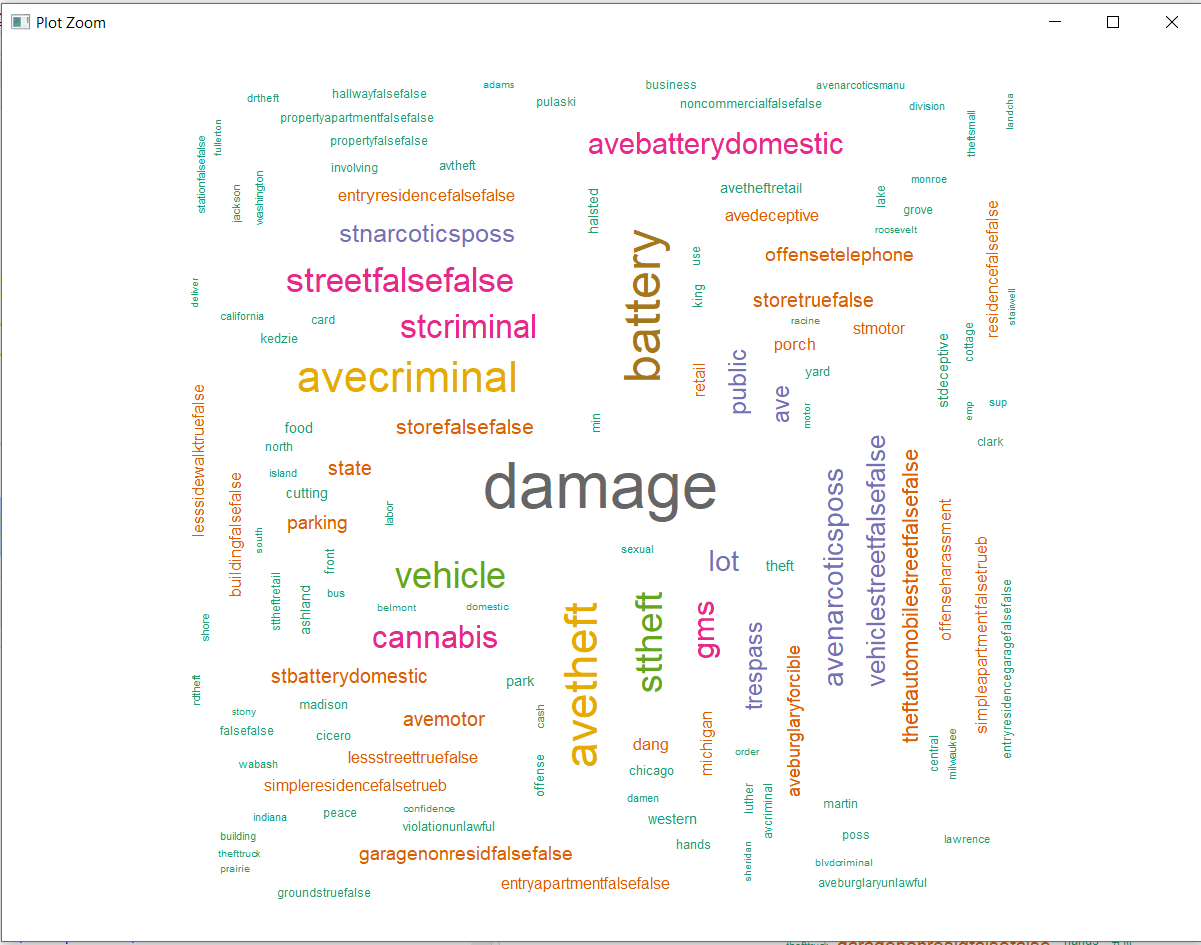 Plot Zoom
adams
business
avenarcoticsmanu
hallwayfalsefalse
drtheft
pulaski
noncommercialfalsefalse
division
landcha
propertyapartmentfalsefalse
fullerton
theftsmall
propertyfalsefalse
avebatterydomestic
stationfalsefalse
involving
avtheft
jackson
washington
entryresidencefalsefalse
halsted
avetheftretail
lake
monroe
avedeceptive
grove
stnarcoticsposs
roosevelt
battery
use
offensetelephone
residencefalsefalse
streetfalsefalse
deliver
king
storetruefalse
stairwell
california
card
stcriminal
racine
stmotor
kedzie
porch
cottage
avecriminal
retail
public
yard
stdeceptive
ave
motor
emp
sup
lesssidewalktruefalse
food
storefalsefalse
min
clark
north
state
island
damage
cutting
parking
labor
buildingfalsefalse
south
front
sexual
lot
theft
avenarcoticsposs
vehiclestreetfalsefalse
theftautomobilestreetfalsefalse
offenseharassment
simpleapartmentfalsetrueb
entryresidencegaragefalsefalse
vehicle
bus
sttheftretail
ashland
belmont
domestic
shore
cannabis
avetheft
sttheft
gms
trespass
aveburglaryforcible
stbatterydomestic
park
rdtheft
madison
stony
avemotor
cash
falsefalse
cicero
dang
michigan
order
central
milwaukee
lessstreettruefalse
wabash
chicago
offense
simpleresidencefalsetrueb
damen
luther
avcriminal
martin
confidence
indiana
peace
western
violationunlawful
building
hands
poss
lawrence
thefttruck
garagenonresidfalsefalse
sheridan
blvdcriminal
prairie
entryapartmentfalsefalse
aveburglaryunlawful
groundstruefalse